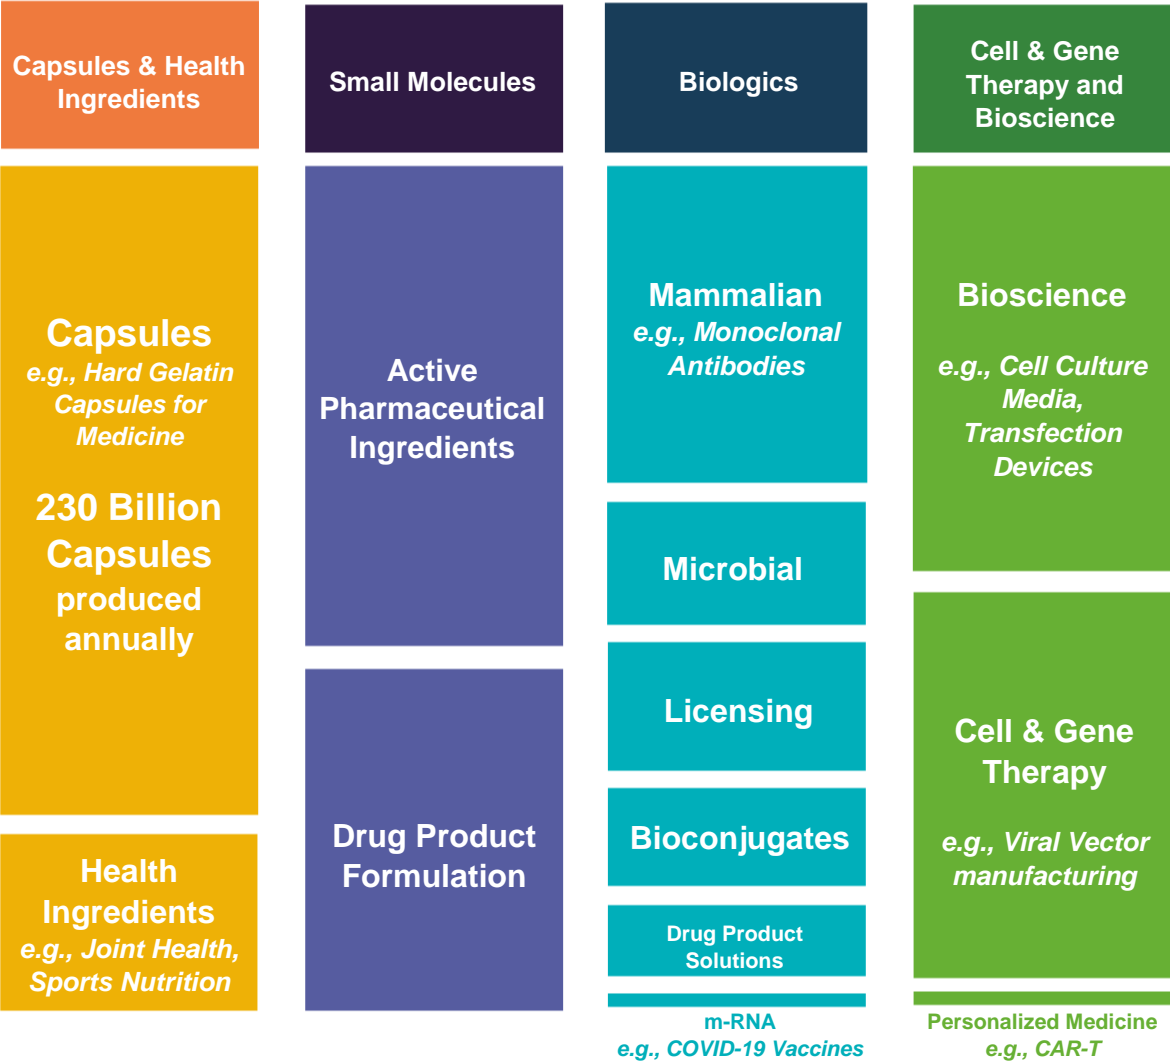 Capsules & Health
Ingredients
Capsules
e.g., Hard Gelatin
Capsules for
Medicine
230 Billion
Capsules
produced
annually
Health
Ingredients
e.g., Joint Health,
Sports Nutrition
Small Molecules
Active
Pharmaceutical
Ingredients
Drug Product
Formulation
Biologics
Mammalian
e.g., Monoclonal
Antibodies
Microbial
Licensing
Bioconjugates
Drug Product
Solutions
m-RNA
e.g., COVID-19 Vaccines
Cell & Gene
Therapy and
Bioscience
Bioscience
e.g., Cell Culture
Media,
Transfection
Devices
Cell & Gene
Therapy
e.g., Viral Vector
manufacturing
Personalized Medicine
e.g., CAR-T